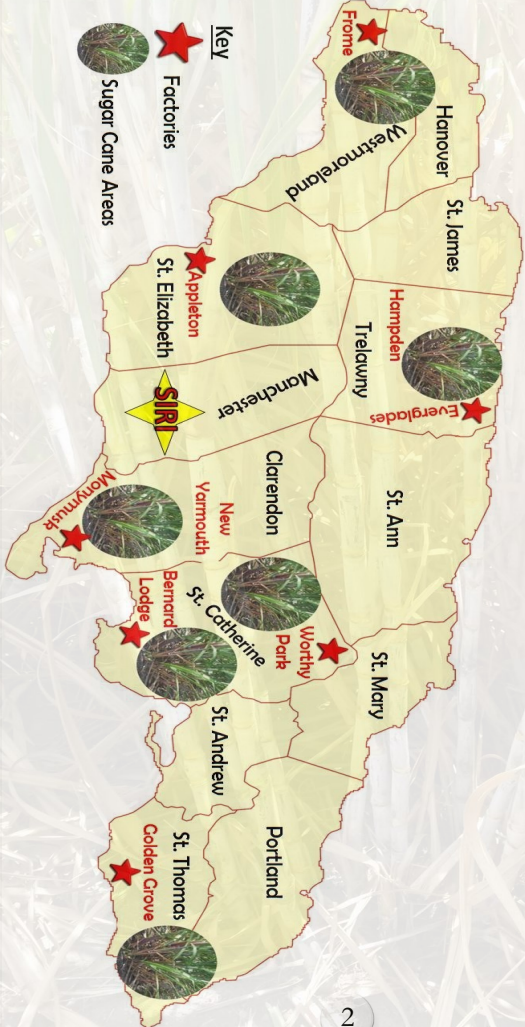 Hanover
St. James
Westmoreland
Frome
Hampden
Everglades
Trelawny
St. Ann
St. Mary
Appleton
St. Elizabeth
Manchester
SIRI
Clarendon
New
Yarmouth
Monymusk
Worthy
Park
St. Catherine
Bernard
Lodge
St. Andrew
Portland
St. Thomas
Golden Grove
Key
Factories
Sugar Cane Areas
2